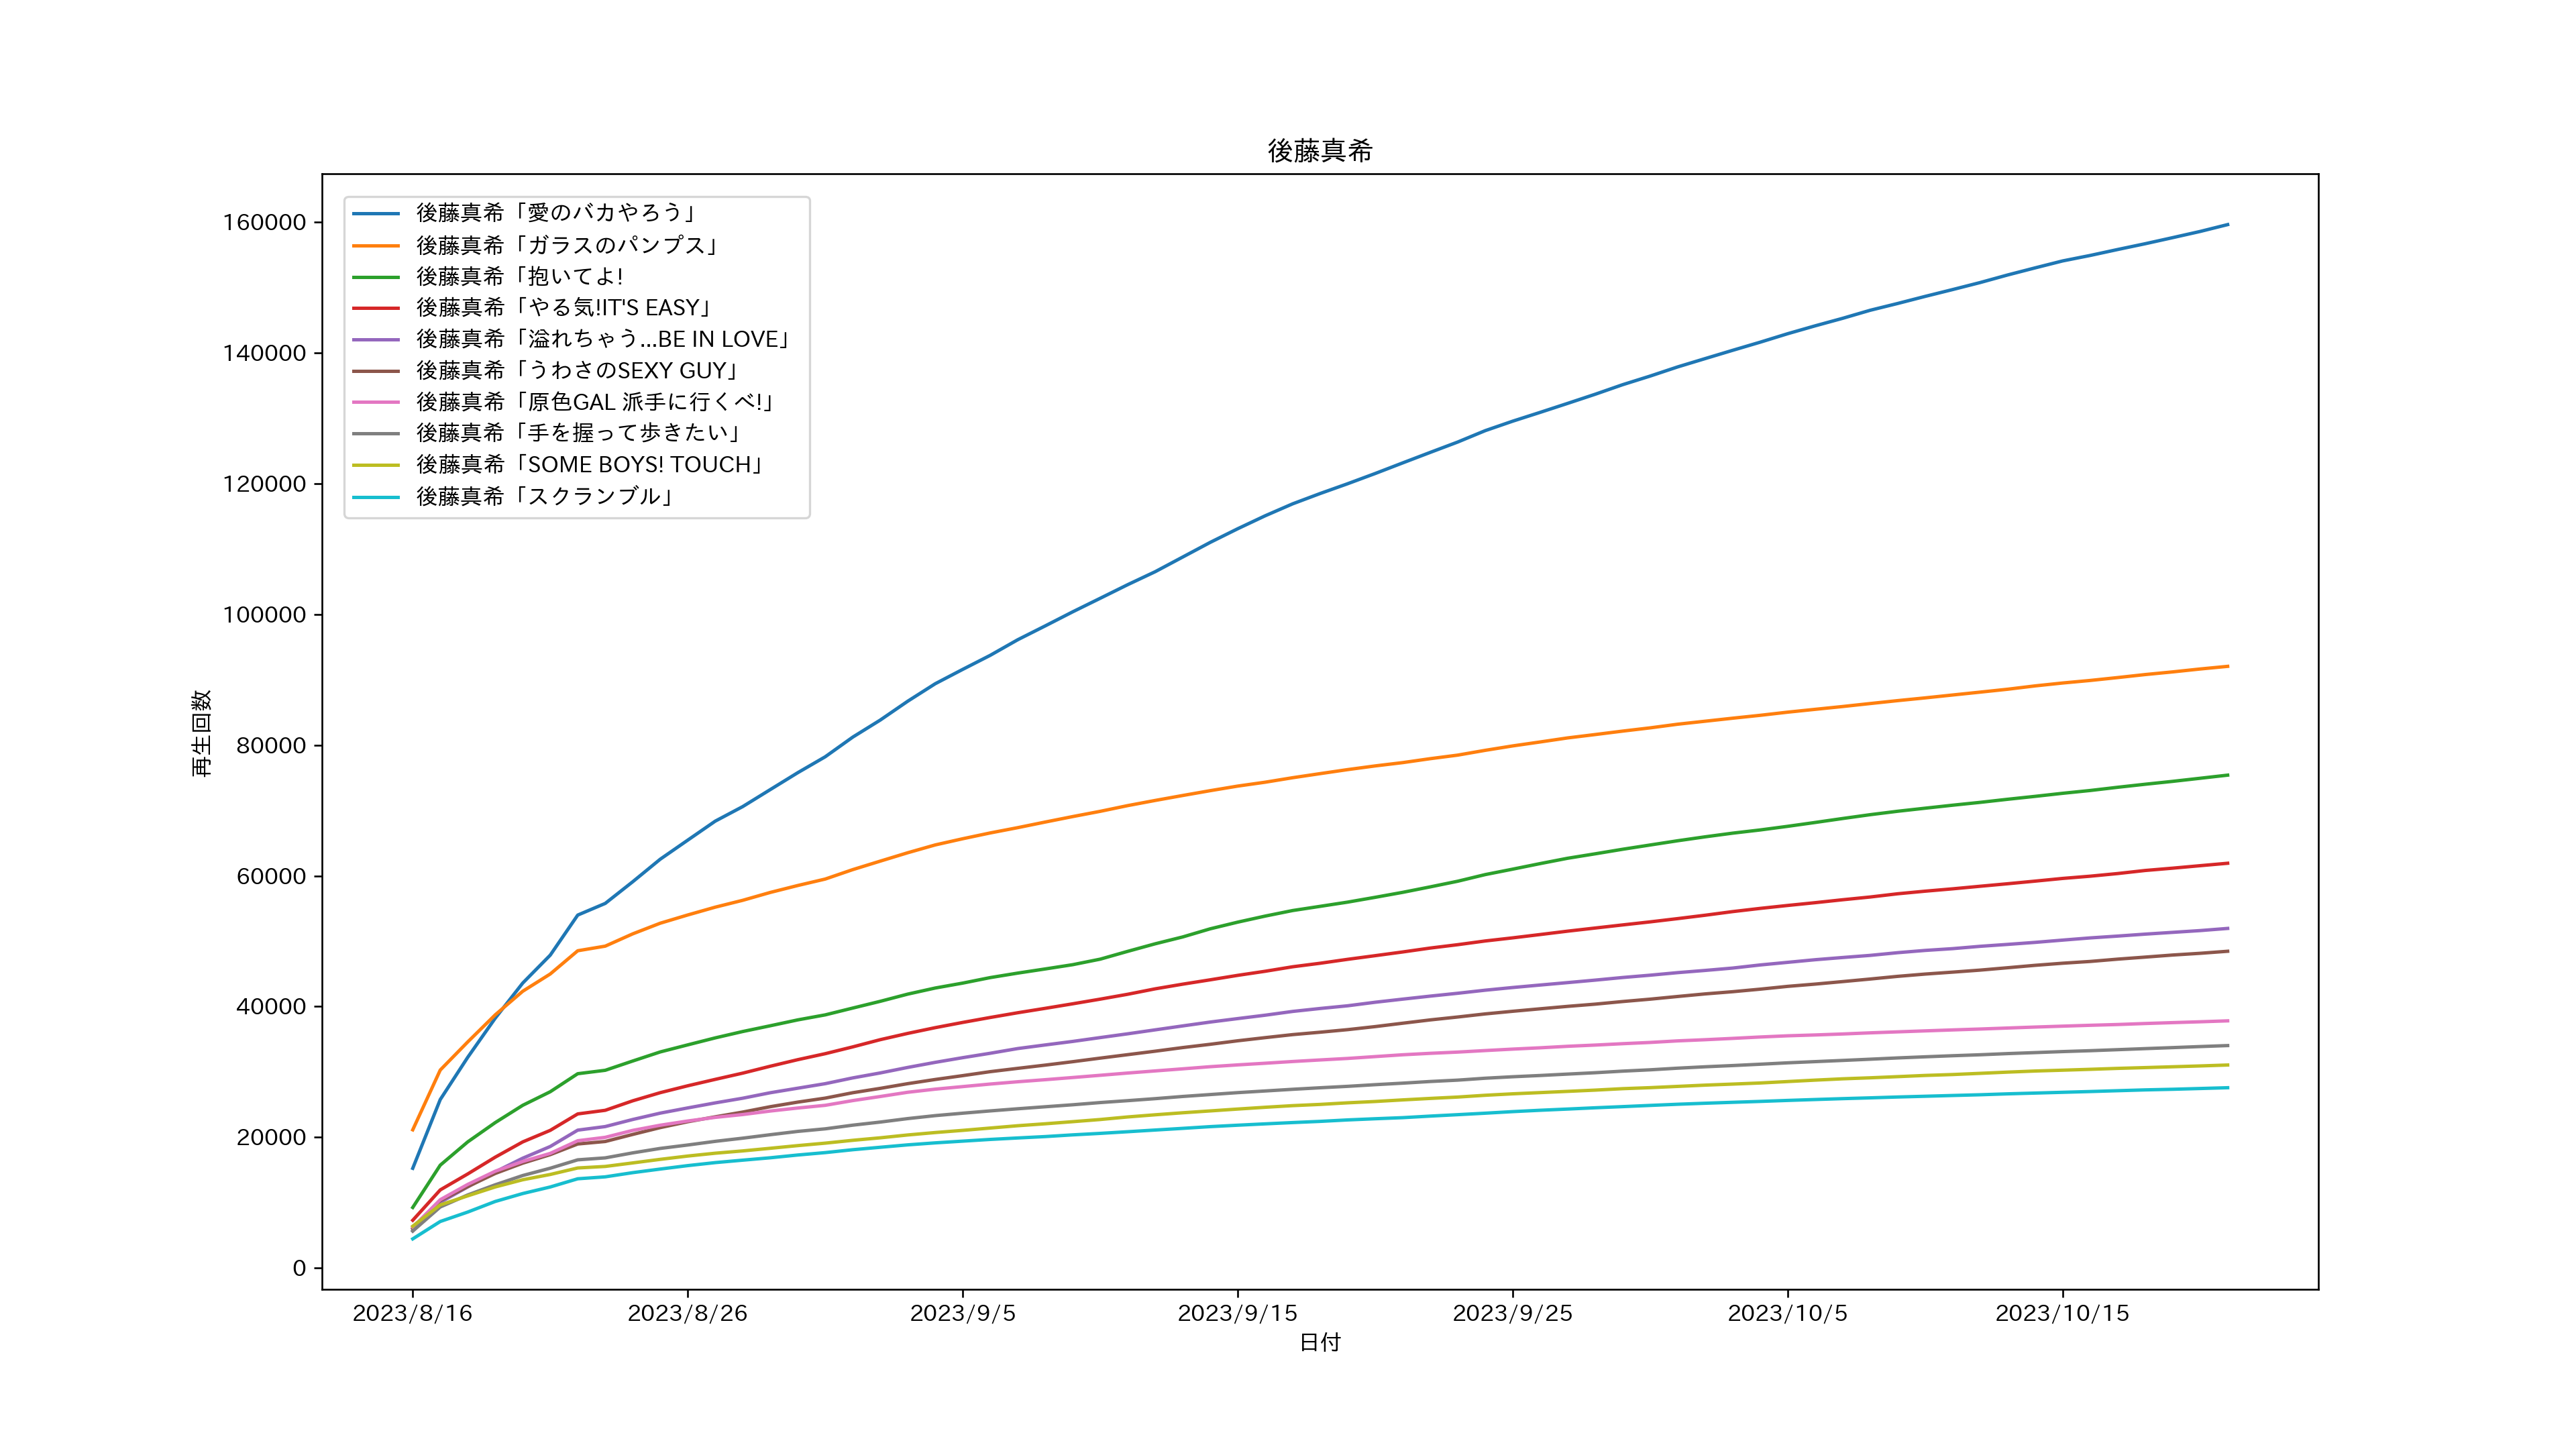 後藤真希
160000
140000
120000
100000
80000
60000
40000
20000
0
再生回数
後藤真希「愛のバカやろう」
後藤真希「ガラスのパンプス」
後藤真希「抱いてよ!
後藤真希「やる気!IT'S EASY」
後藤真希「溢れちゃう...BE IN LOVE」
後藤真希「うわさのSEXY GUY」
後藤真希「原色GAL 派手に行くべ!」
後藤真希「手を握って歩きたい」
後藤真希「SOME BOYS! TOUCH」
後藤真希「スクランブル」
2023/8/16 2023/8/26 2023/9/5 2023/9/15 2023/9/25 2023/10/5 2023/10/15
日付